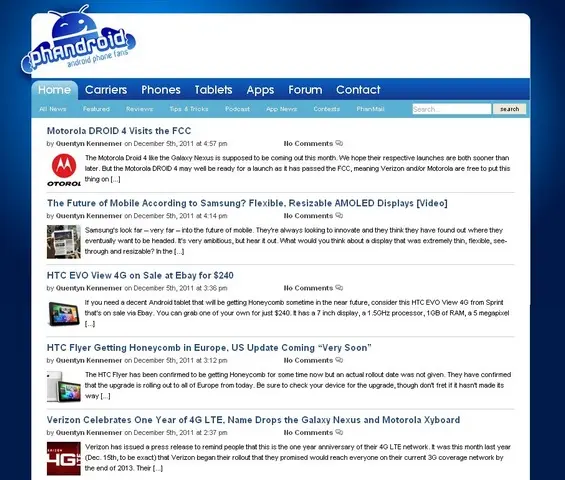 phandroid
android phone fans
Home Carriers Phones Tablets Apps Forum Contact
All News Featured Reviews Tips & Tricks Podcast App News Contests PhanMail Search... search
Motorola DROID 4 Visits the FCC
by Quentyn Kennemer on December 5th, 2011 at 4:57 pm No Comments
OTOROL
The Motorola Droid 4 like the Galaxy Nexus is supposed to be coming out this month. We hope their respective launches are both sooner than
later. But the Motorola DROID 4 may well be ready for a launch as it has passed the FCC, meaning Verizon and/or Motorola are free to put this
thing on [...]
The Future of Mobile According to Samsung? Flexible, Resizable AMOLED Displays [Video]
by Quentyn Kennemer on December 5th, 2011 at 4:14 pm No Comments
Samsung's look far – very far – into the future of mobile. They're always looking to innovate and they think they have found out where they
eventually want to be headed. It's very ambitious, but hear it out. What would you think about a display that was extremely thin, flexible, see-
through and resizable? In the [...]
HTC EVO View 4G on Sale at Ebay for $240
by Quentyn Kennemer on December 5th, 2011 at 3:36 pm No Comments
If you need a decent Android tablet that will be getting Honeycomb sometime in the near future, consider this HTC EVO View 4G from Sprint
that's on sale via Ebay. You can grab one of your own for just $240. It has a 7 inch display, a 1.5GHz processor, 1GB of RAM, a 5 megapixel
[...]
HTC Flyer Getting Honeycomb in Europe, US Update Coming “Very Soon”
by Quentyn Kennemer on December 5th, 2011 at 3:12 pm No Comments
The HTC Flyer has been confirmed to be getting Honeycomb for some time now but an actual rollout date was not given. They have confirmed
that the upgrade is rolling out to all of Europe from today. Be sure to check your device for the upgrade, though don't fret if it hasn't made its
way [...]
Verizon Celebrates One Year of 4G LTE, Name Drops the Galaxy Nexus and Motorola Xyboard
by Quentyn Kennemer on December 5th, 2011 at 2:37 pm No Comments
4G
Verizon has issued a press release to remind people that this is the one year anniversary of their 4G LTE network. It was this month last year
(Dec. 15th, to be exact) that Verizon began their rollout that they promised would reach everyone on their current 3G coverage network by
the end of 2013. Their [...]